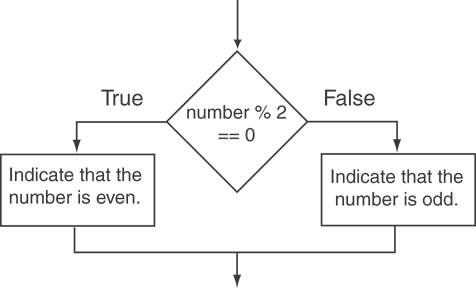 True
False
number % 2
== 0
Indicate that the
number is even.
Indicate that the
number is odd.